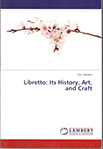 Libretto: Its History, Art,
and Craft
LAMBERT